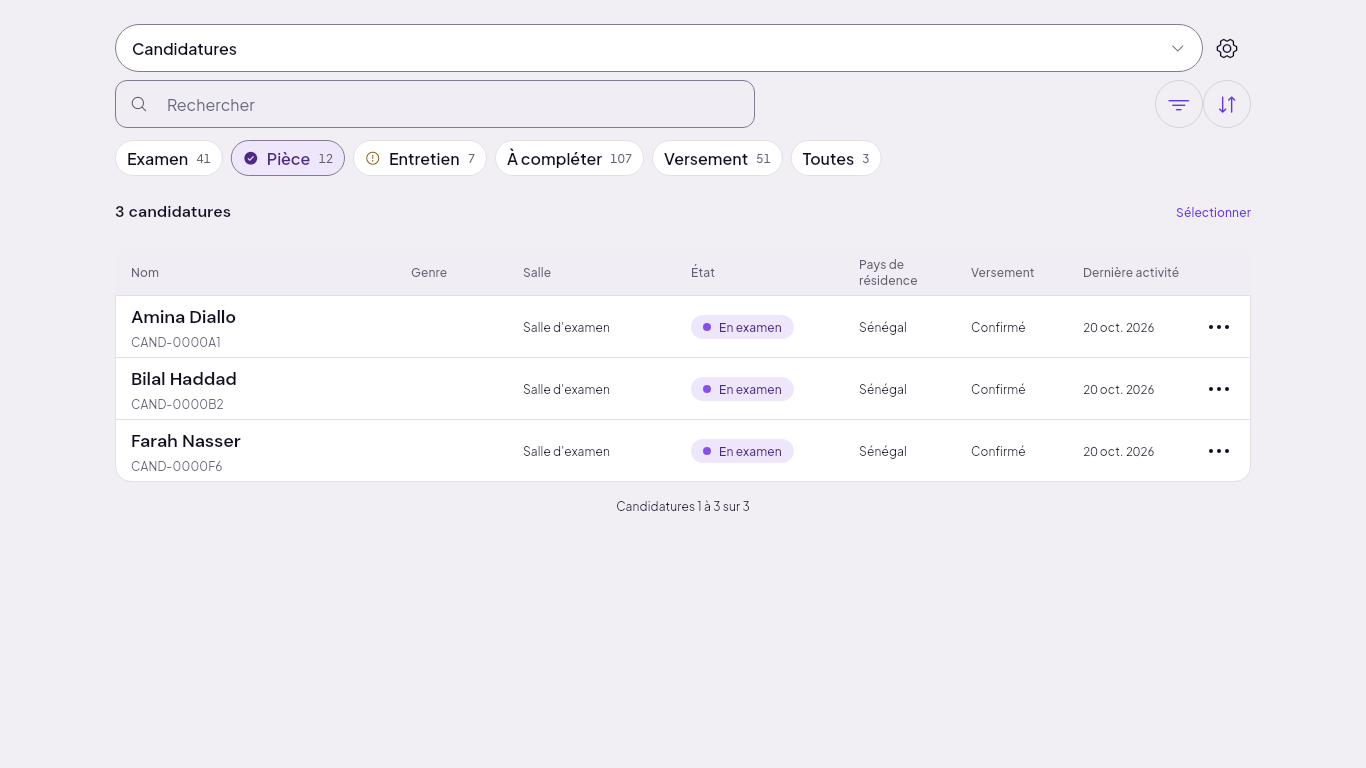 Candidatures
Rechercher
Examen 41 Pièce 12 Entretien 7 À compléter 107 Versement 51 Toutes 3
3 candidatures Sélectionner
Nom Genre Salle État Pays de résidence Versement Dernière activité
Amina Diallo
CAND-0000A1
Salle d'examen En examen Sénégal Confirmé 20 oct. 2026
Bilal Haddad
CAND-0000B2
Salle d'examen En examen Sénégal Confirmé 20 oct. 2026
Farah Nasser
CAND-0000F6
Salle d'examen En examen Sénégal Confirmé 20 oct. 2026
Candidatures 1 à 3 sur 3